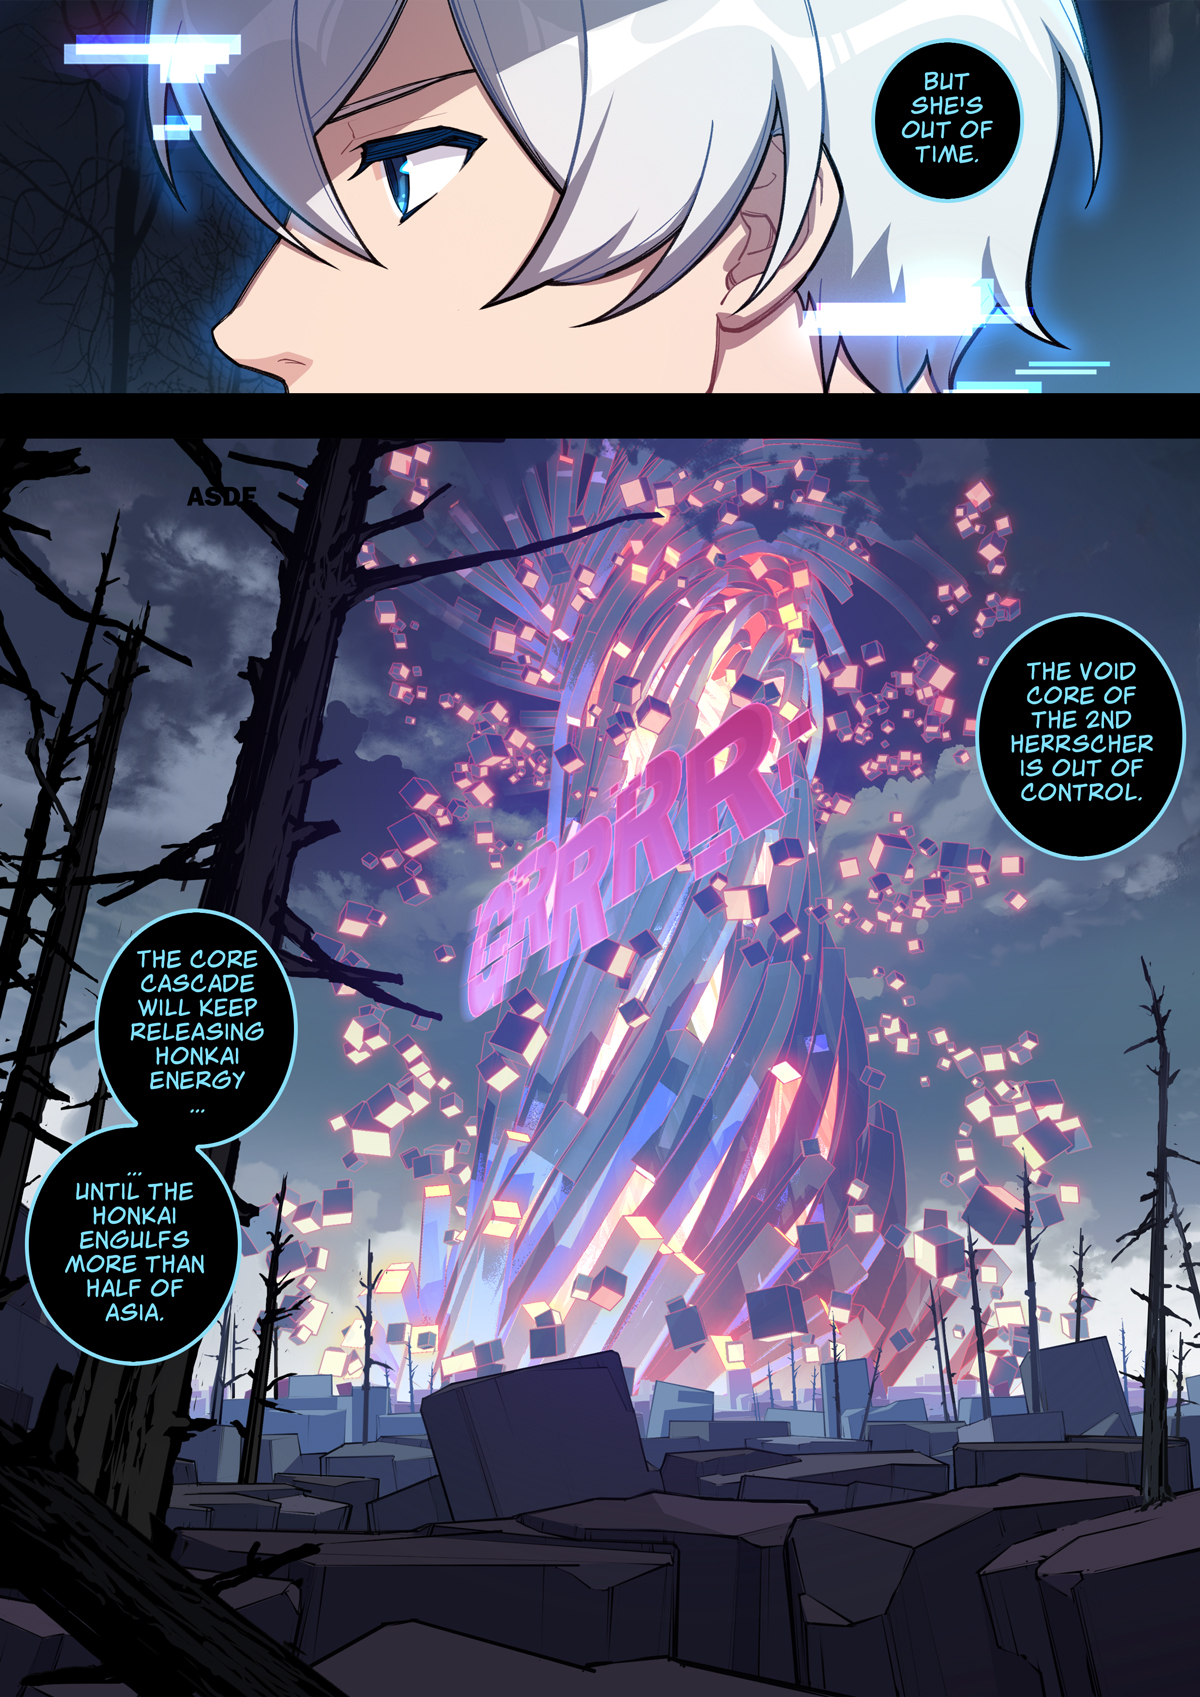 BUT
SHE'S
OUT OF
TIME.
ASDF
THE VOID
CORE OF
THE 2ND
HERRSCHER
IS OUT OF
CONTROL.
GRRRRR
THE CORE
CASCADE
WILL KEEP
RELEASING
HONKAI
ENERGY
...
...
UNTIL THE
HONKAI
ENGULFS
MORE THAN
HALF OF
ASIA.